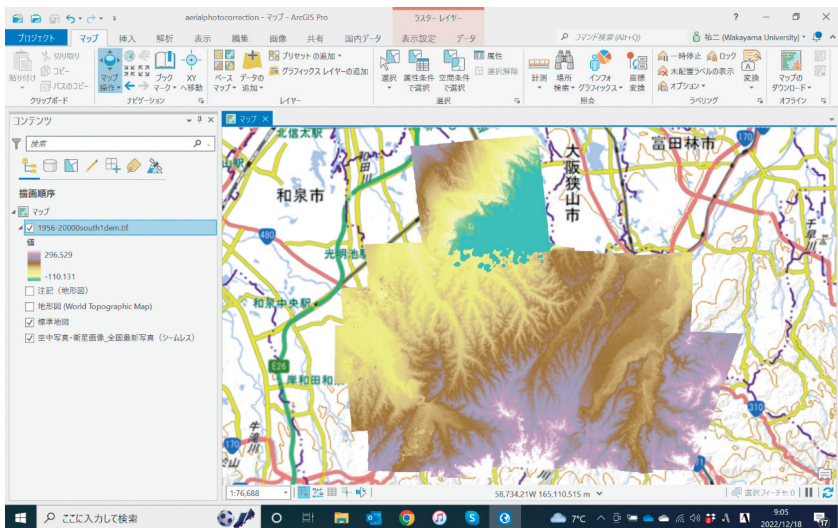 aerialphotocorrection - マップ - ArcGIS Pro
ラスター レイヤー
プロジェクト マップ 挿入 解析 表示 編集 画像 共有 国内データ 表示設定 データ
コマンド検索 (Alt+Q)
裕二 (Wakayama University)
貼り付け
切り取り
コピー
パスのコピー
クリップボード
マップ操作
ブックマーク
XY へ移動
ナビゲーション
ベースマップ
データの追加
プリセットの追加
グラフィックス レイヤーの追加
レイヤー
選択
属性条件で選択
空間条件で選択
属性
選択解除
選択
計測
場所検索
インフォグラフィックス
座標変換
照会
一時停止 ロック
未配置ラベルの表示
オプション
変換
ラベリング
マップのダウンロード
オフライン
コンテンツ
検索
描画順序
マップ
1956-20000south1dem.tif
値
296.529
-110.131
注記（地形図）
地形図 (World Topographic Map)
標準地図
空中写真・衛星画像_全国最新写真（シームレス）
マップ
北信太駅
和泉市
富田林市
大阪狭山市
170
480
光明池駅
和泉中央駅
E26
岸和田和
310
牛滝川
170
1:76,688
58,734.21W 165,110.515 m
選択フィーチャ: 0
ここに入力して検索
7°C
9:05
2022/12/18